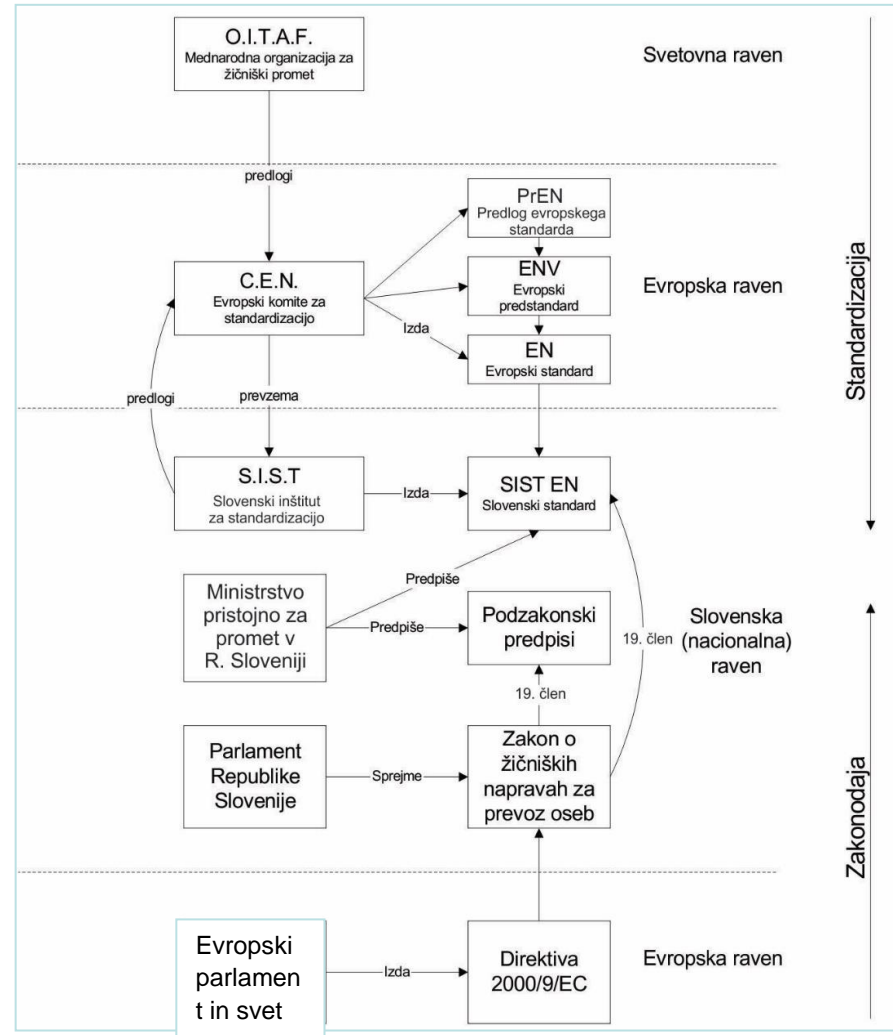 O.I.T.A.F.
Mednarodna organizacija za
žičniški promet
Svetovna raven
predlogi
PrEN
Predlog evropskega
standarda
C.E.N.
Evropski komite za
standardizacijo
ENV
Evropski
predstandard
Evropska raven
Izda
EN
Evropski standard
Standardizacija
predlogi
prevzema
S.I.S.T
Slovenski inštitut
za standardizacijo
Izda
SIST EN
Slovenski standard
Predpiše
Ministrstvo
pristojno za
promet v
R. Sloveniji
Predpiše
Podzakonski
predpisi
19. člen
Slovenska
(nacionalna)
raven
19. člen
Parlament
Republike
Slovenije
Sprejme
Zakon o
žičniških
napravah za
prevoz oseb
Zakonodaja
Evropski
parlamen
t in svet
Izda
Direktiva
2000/9/EC
Evropska raven